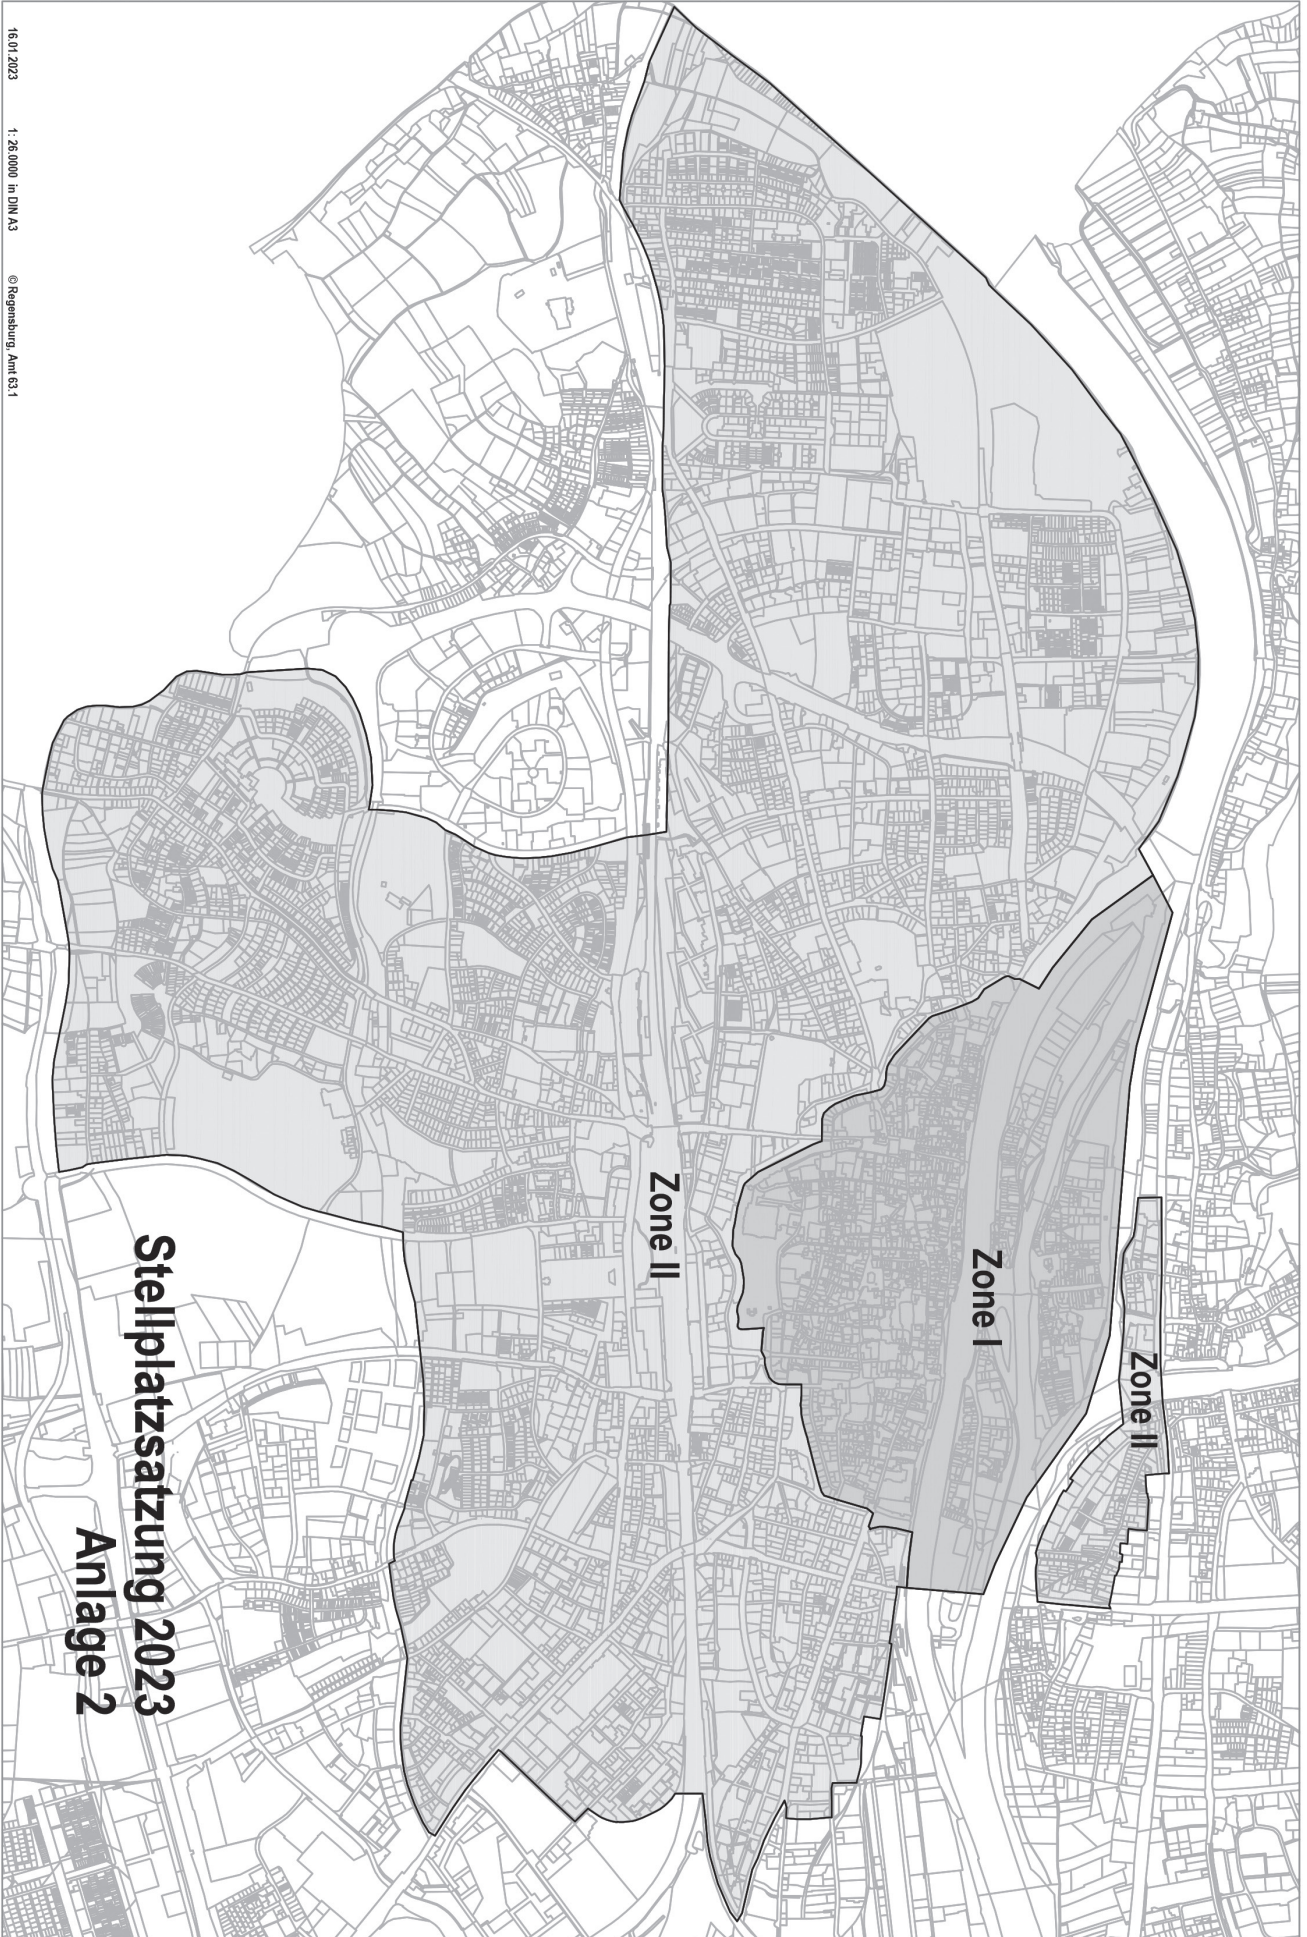 Zone II
Zone I
Zone II
Stellplatzsatzung 2023
Anlage 2
16.01.2023 1: 26.0000 in DIN A3 © Regensburg, Amt 63.1